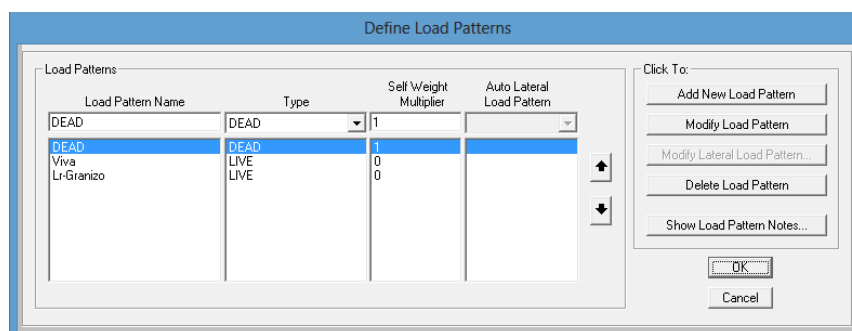 Define Load Patterns
Load Patterns
Load Pattern Name
Type
Self Weight
Multiplier
Auto Lateral
Load Pattern
DEAD
DEAD
1
DEAD
DEAD
1
Viva
LIVE
0
Lr-Granizo
LIVE
0
Click To:
Add New Load Pattern
Modify Load Pattern
Modify Lateral Load Pattern...
Delete Load Pattern
Show Load Pattern Notes...
OK
Cancel